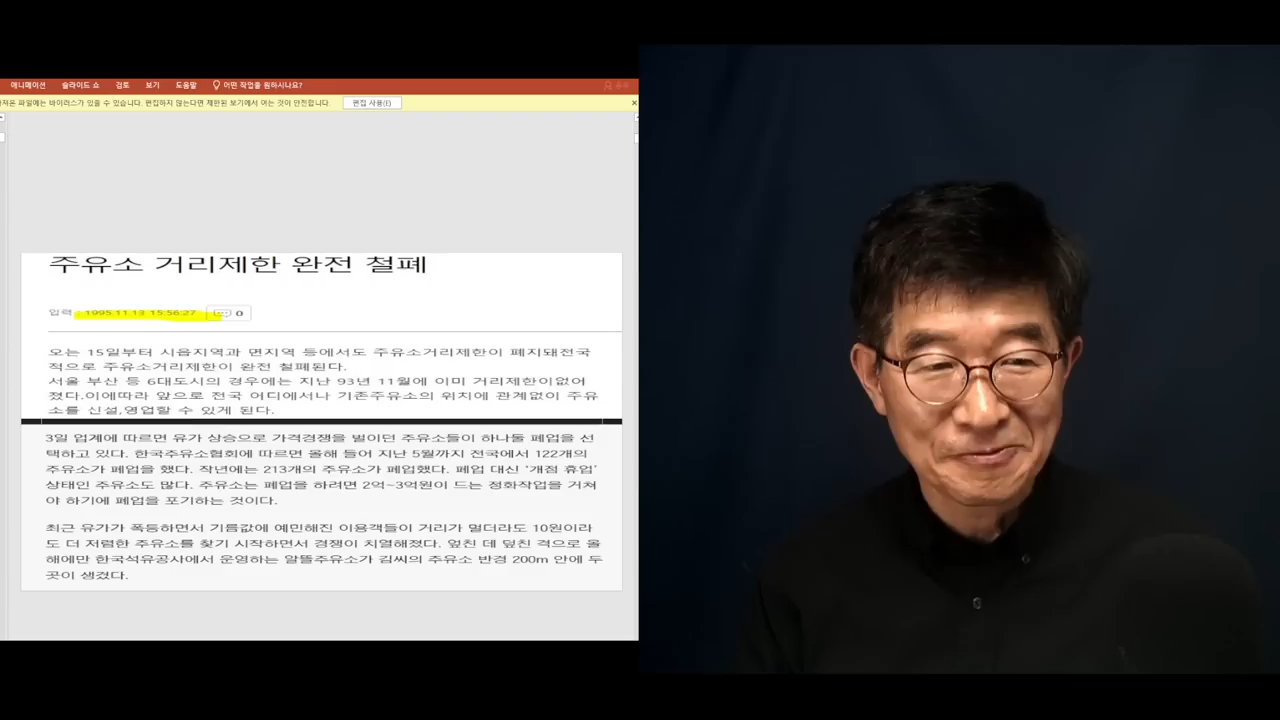 애니메이션 슬라이드 쇼 검토 보기 도움말 어떤 작업을 원하시나요?
파일에는 바이러스가 있을 수 있습니다. 편집하지 않는다면 제한된 보기에서 여는 것이 안전합니다. 편집 사용(E)
주유소 거리제한 완전 철폐
입력 : 1995.11.13 15:56:27 0
오는 15일부터 시읍지역과 면지역 등에서도 주유소거리제한이 폐지돼전국
적으로 주유소거리제한이 완전 철폐된다.
서울 부산 등 6대도시의 경우에는 지난 93년 11월에 이미 거리제한이없어
졌다.이에따라 앞으로 전국 어디에서나 기존주유소의 위치에 관계없이 주유
소를 신설,영업할 수 있게 된다.
3일 업계에 따르면 유가 상승으로 가격경쟁을 벌이던 주유소들이 하나둘 폐업을 선
택하고 있다. 한국주유소협회에 따르면 올해 들어 지난 5월까지 전국에서 122개의
주유소가 폐업을 했다. 작년에는 213개의 주유소가 폐업했다. 폐업 대신 '개점 휴업'
상태인 주유소도 많다. 주유소는 폐업을 하려면 2억~3억원이 드는 정화작업을 거쳐
야 하기에 폐업을 포기하는 것이다.
최근 유가가 폭등하면서 기름값에 예민해진 이용객들이 거리가 멀더라도 10원이라
도 더 저렴한 주유소를 찾기 시작하면서 경쟁이 치열해졌다. 엎친 데 덮친 격으로 올
해에만 한국석유공사에서 운영하는 알뜰주유소가 김씨의 주유소 반경 200m 안에 두
곳이 생겼다.